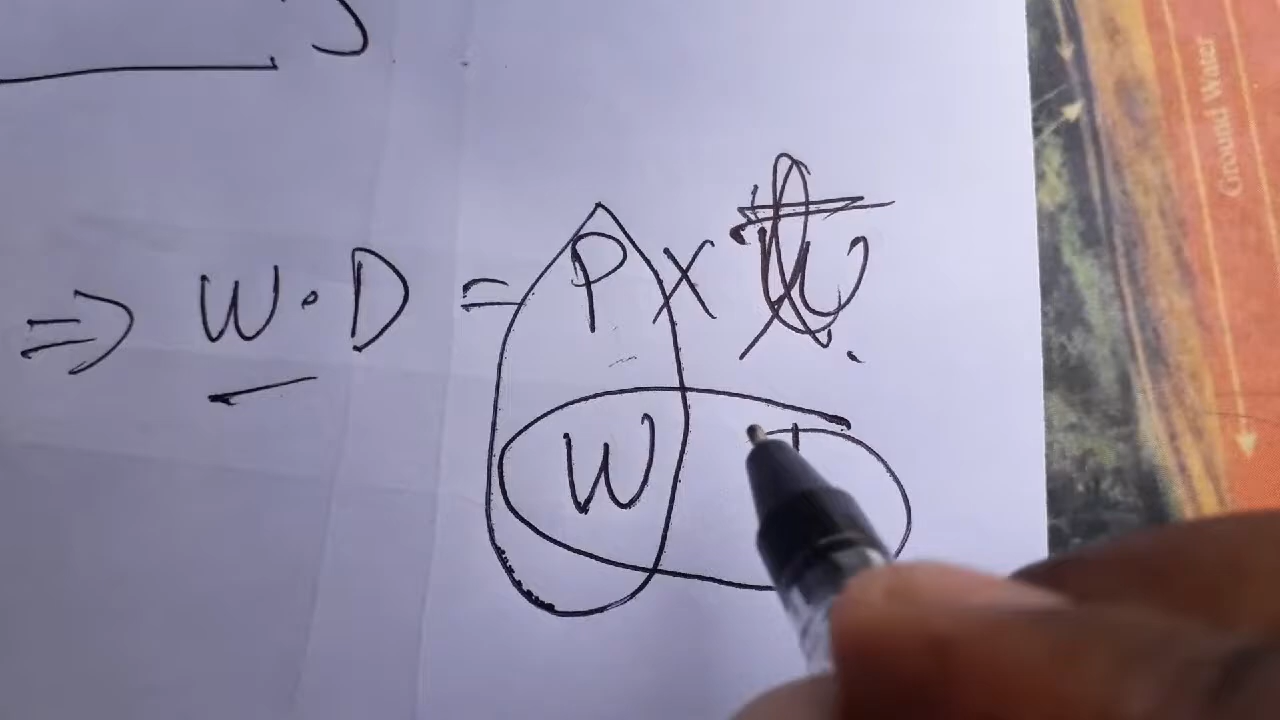 ⇒ W.D = P ×
W
Ground Water